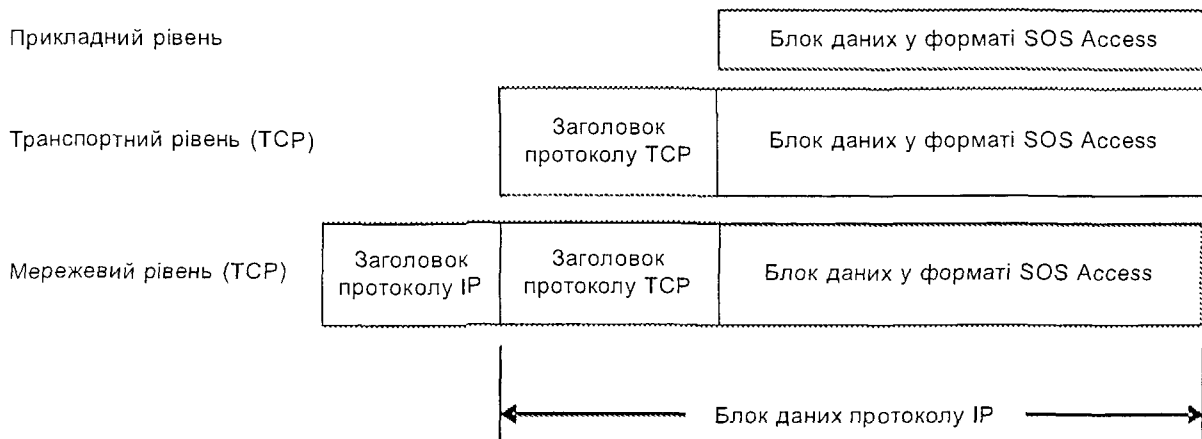 Прикладний рівень
Блок даних у форматі SOS Access
Транспортний рівень (TCP)
Заголовок
протоколу TCP
Блок даних у форматі SOS Access
Мережевий рівень (TCP)
Заголовок
протоколу IP
Заголовок
протоколу TCP
Блок даних у форматі SOS Access
Блок даних протоколу IP